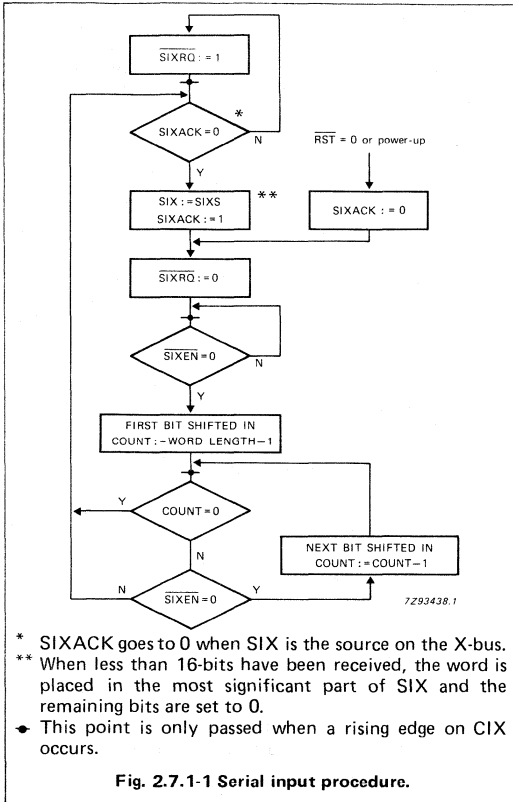 SIXRQ := 1
SIXACK = 0
*
N
Y
RST = 0 or power-up
SIX := SIXS
SIXACK := 1
**
SIXACK := 0
SIXRQ := 0
SIXEN = 0
N
Y
FIRST BIT SHIFTED IN
COUNT :– WORD LENGTH–1
Y
COUNT = 0
N
NEXT BIT SHIFTED IN
COUNT := COUNT–1
N
SIXEN = 0
Y
7Z93438.1
* SIXACK goes to 0 when SIX is the source on the X-bus.
** When less than 16-bits have been received, the word is
placed in the most significant part of SIX and the
remaining bits are set to 0.
This point is only passed when a rising edge on CIX
occurs.
Fig. 2.7.1-1 Serial input procedure.